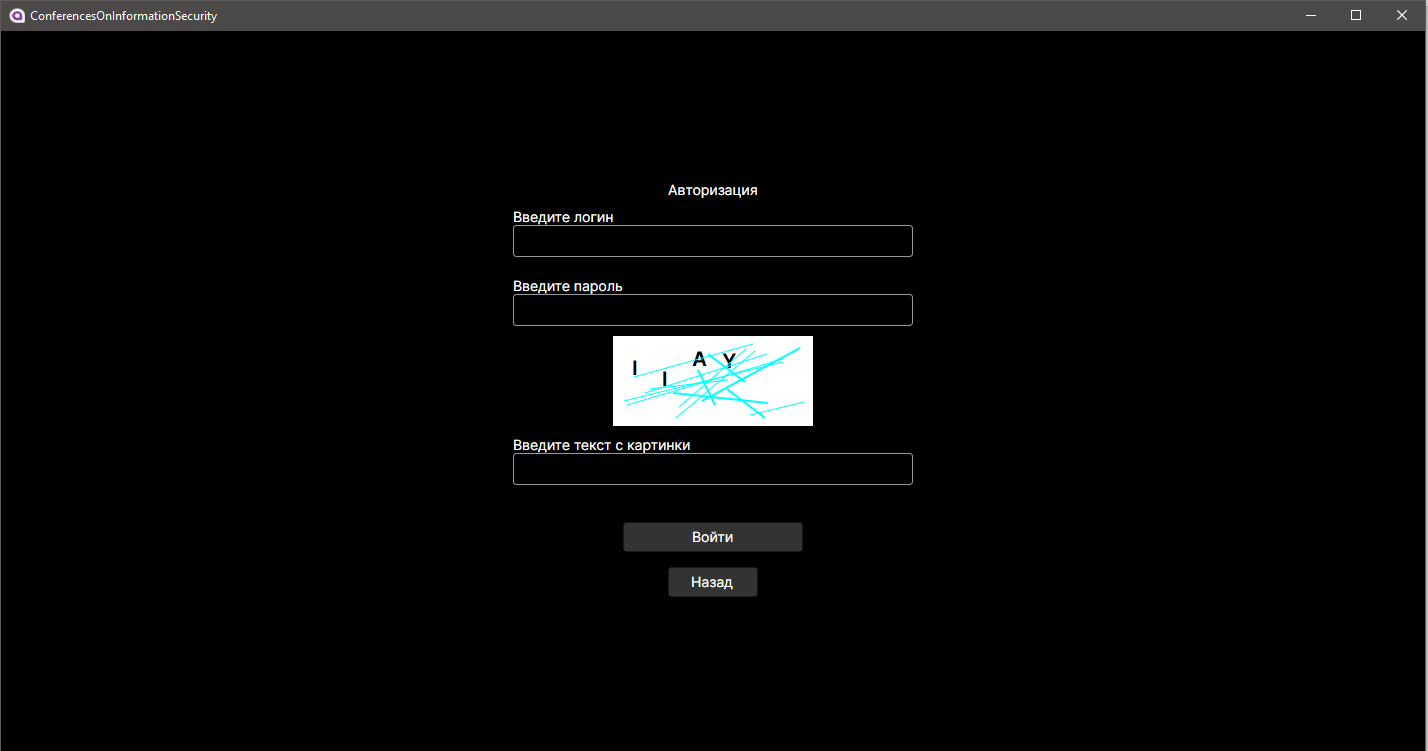 ConferencesOnInformationSecurity
Авторизация
Введите логин
Введите пароль
I I A Y
Введите текст с картинки
Войти
Назад